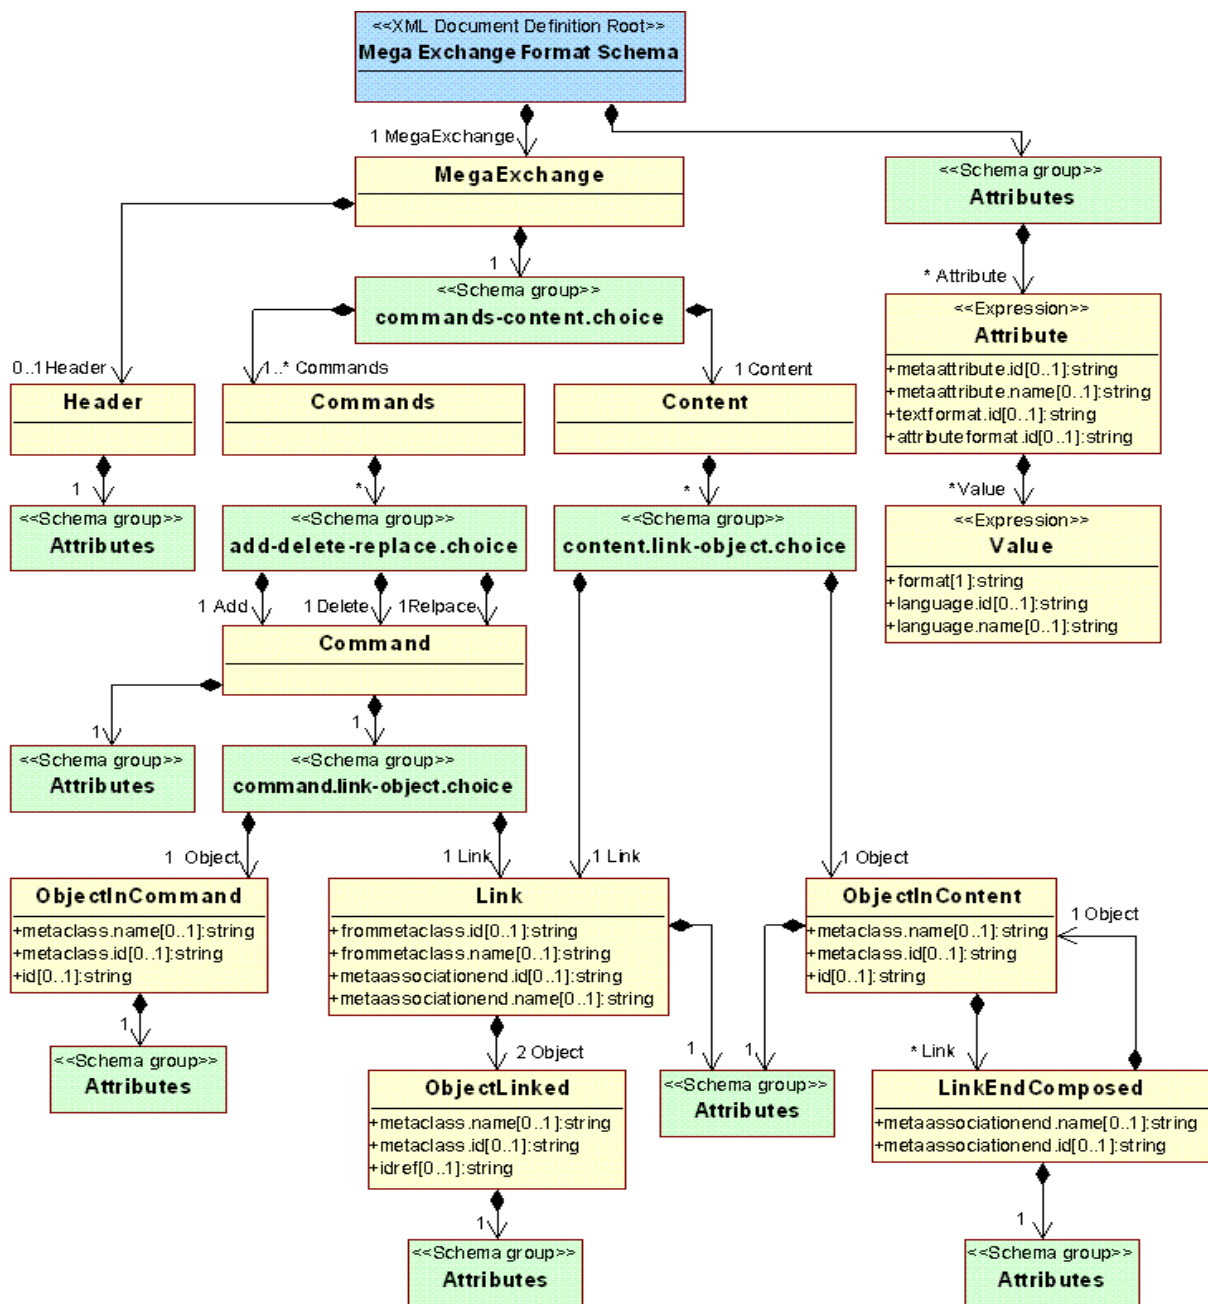 <<XML Document Definition Root>>
Mega Exchange Format Schema
1 MegaExchange
MegaExchange
<<Schema group>>
Attributes
1
* Attribute
<<Schema group>>
commands-content.choice
<<Expression>>
Attribute
+metaattribute.id[0..1]:string
+metaattribute.name[0..1]:string
+textformat.id[0..1]:string
+attributeformat.id[0..1]:string
0..1Header
1..* Commands
1 Content
Header
Commands
Content
1
*
*
*Value
<<Schema group>>
Attributes
<<Schema group>>
add-delete-replace.choice
<<Schema group>>
content.link-object.choice
<<Expression>>
Value
+format[1]:string
+language.id[0..1]:string
+language.name[0..1]:string
1 Add
1 Delete
1Relpace
Command
1
1
<<Schema group>>
Attributes
<<Schema group>>
command.link-object.choice
1 Object
1 Link
1 Link
1 Object
ObjectInCommand
+metaclass.name[0..1]:string
+metaclass.id[0..1]:string
+id[0..1]:string
Link
+frommetaclass.id[0..1]:string
+frommetaclass.name[0..1]:string
+metaassociationend.id[0..1]:string
+metaassociationend.name[0..1]:string
ObjectInContent
+metaclass.name[0..1]:string
+metaclass.id[0..1]:string
+id[0..1]:string
1 Object
1
<<Schema group>>
Attributes
2 Object
1
1
* Link
ObjectLinked
+metaclass.name[0..1]:string
+metaclass.id[0..1]:string
+idref[0..1]:string
<<Schema group>>
Attributes
LinkEndComposed
+metaassociationend.name[0..1]:string
+metaassociationend.id[0..1]:string
1
1
<<Schema group>>
Attributes
<<Schema group>>
Attributes